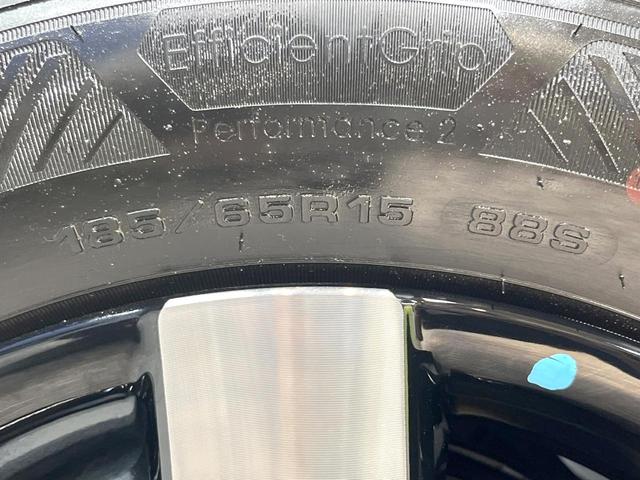 EfficientGrip
Performance 2
185/65R15 88S